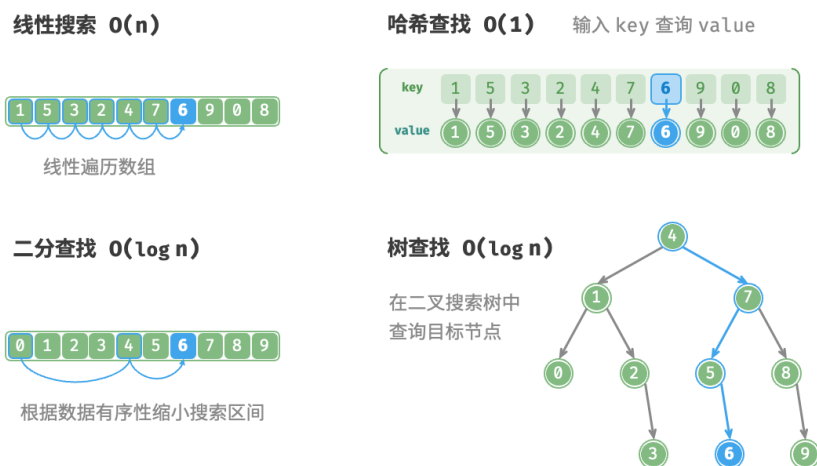 线性搜索 O(n)
1 5 3 2 4 7 6 9 0 8
线性遍历数组
哈希查找 O(1) 输入 key 查询 value
key 1 5 3 2 4 7 6 9 0 8
value 1 5 3 2 4 7 6 9 0 8
二分查找 O(log n)
0 1 2 3 4 5 6 7 8 9
根据数据有序性缩小搜索区间
树查找 O(log n)
在二叉搜索树中
查询目标节点
4
1 7
0 2 5 8
3 6 9